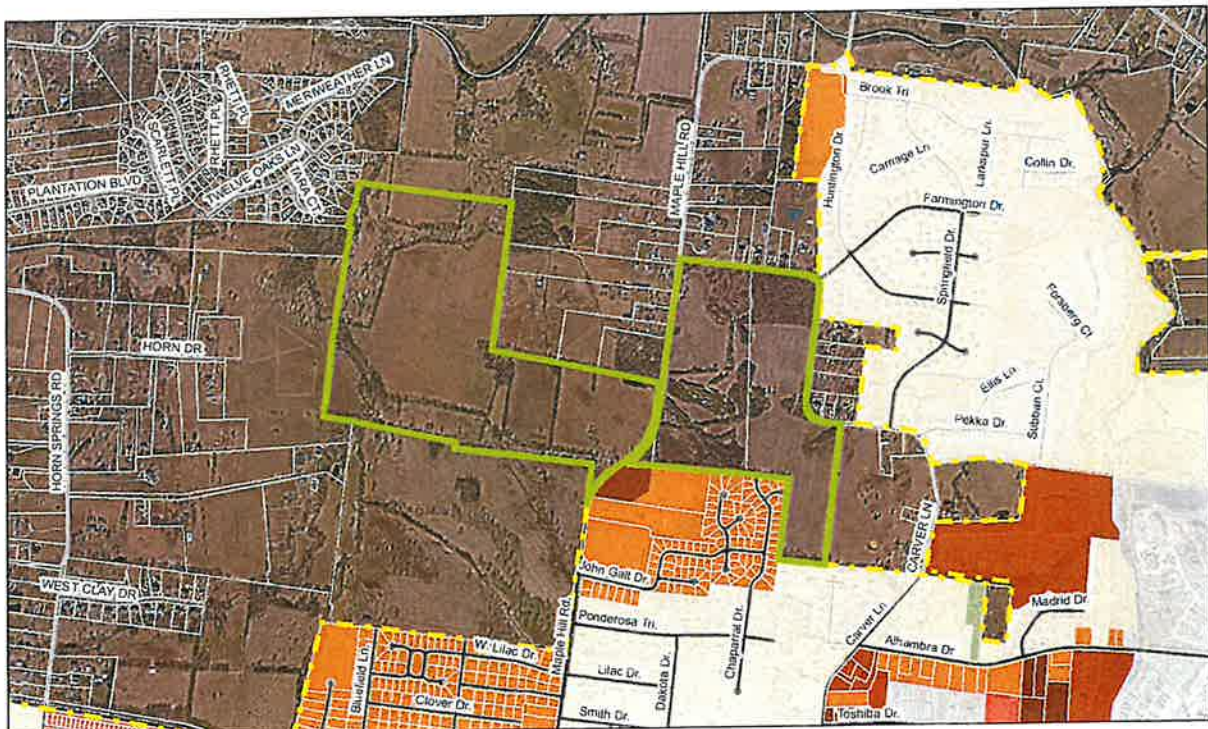 MERIWEATHER LN
RHETT PL
RHETT PL
SCARLETT PL
PLANTATION BLVD
TWELVE OAKS LN
TARA CT
MAPLE HILL RD
Brook Trl
Huntington Dr
Carriage Ln
Larkspur Ln.
Collin Dr.
Farmington Dr.
Springfield Dr.
Forsberg Ct
Ellis Ln
Pekka Dr.
Subban Ct.
HORN DR
HORN SPRINGS RD
CARVER LN
WEST CLAY DR
John Galt Dr.
Ponderosa Trl.
Maple Hill Rd.
Chaparral Dr.
Carver Ln
Madrid Dr.
Alhambra Dr
W. Lilac Dr.
Bluefield Ln.
Clover Dr.
Lilac Dr.
Dakota Dr.
Smith Dr.
Toshiba Dr.